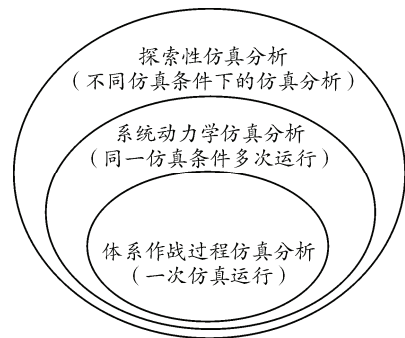 探索性仿真分析
(不同仿真条件下的仿真分析)
系统动力学仿真分析
(同一仿真条件多次运行)
体系作战过程仿真分析
(一次仿真运行)